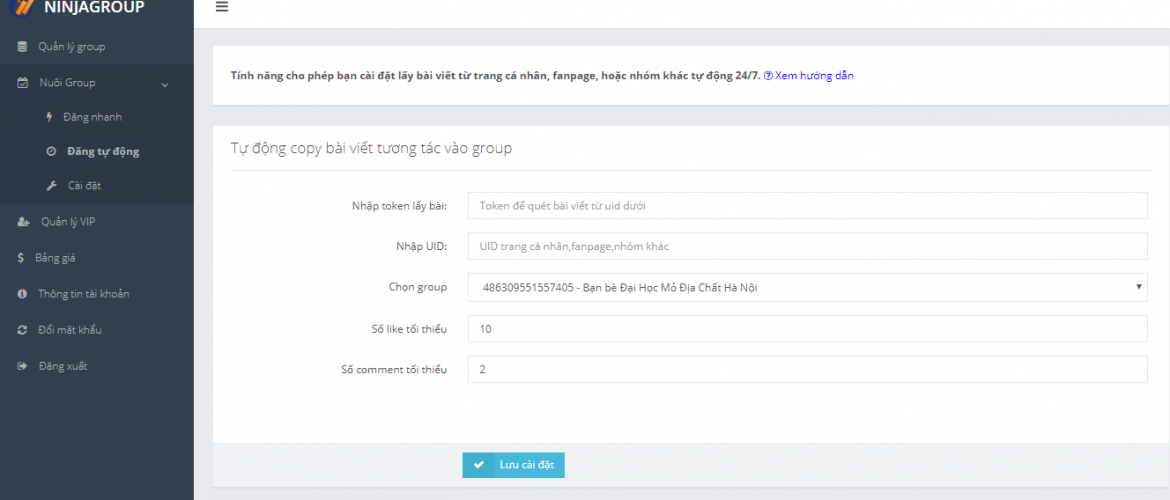 NINJAGROUP
Quản lý group
Nuôi Group
Đăng nhanh
Đăng tự động
Cài đặt
Quản lý VIP
Bảng giá
Thông tin tài khoản
Đổi mật khẩu
Đăng xuất
Tính năng cho phép bạn cài đặt lấy bài viết từ trang cá nhân, fanpage, hoặc nhóm khác tự động 24/7. Xem hướng dẫn
Tự động copy bài viết tương tác vào group
Nhập token lấy bài: Token để quét bài viết từ uid dưới
Nhập UID: UID trang cá nhân,fanpage,nhóm khác
Chọn group 486309551557405 - Bạn bè Đại Học Mỏ Địa Chất Hà Nội
Số like tối thiểu 10
Số comment tối thiểu 2
Lưu cài đặt